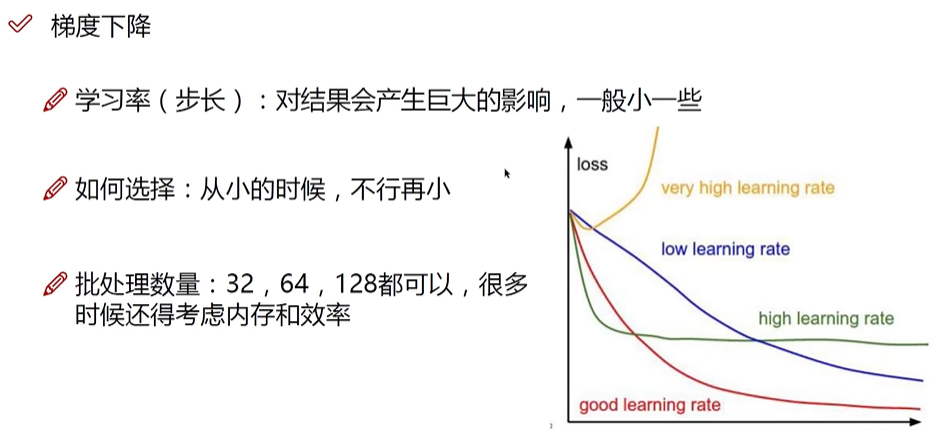 梯度下降
学习率（步长）：对结果会产生巨大的影响，一般小一些
如何选择：从小的时候，不行再小
批处理数量：32，64，128都可以，很多
时候还得考虑内存和效率
loss
very high learning rate
low learning rate
high learning rate
good learning rate